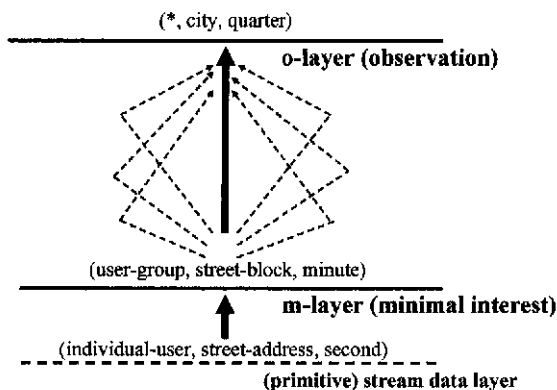 (*, city, quarter)
o-layer (observation)
(user-group, street-block, minute)
m-layer (minimal interest)
(individual-user, street-address, second)
(primitive) stream data layer